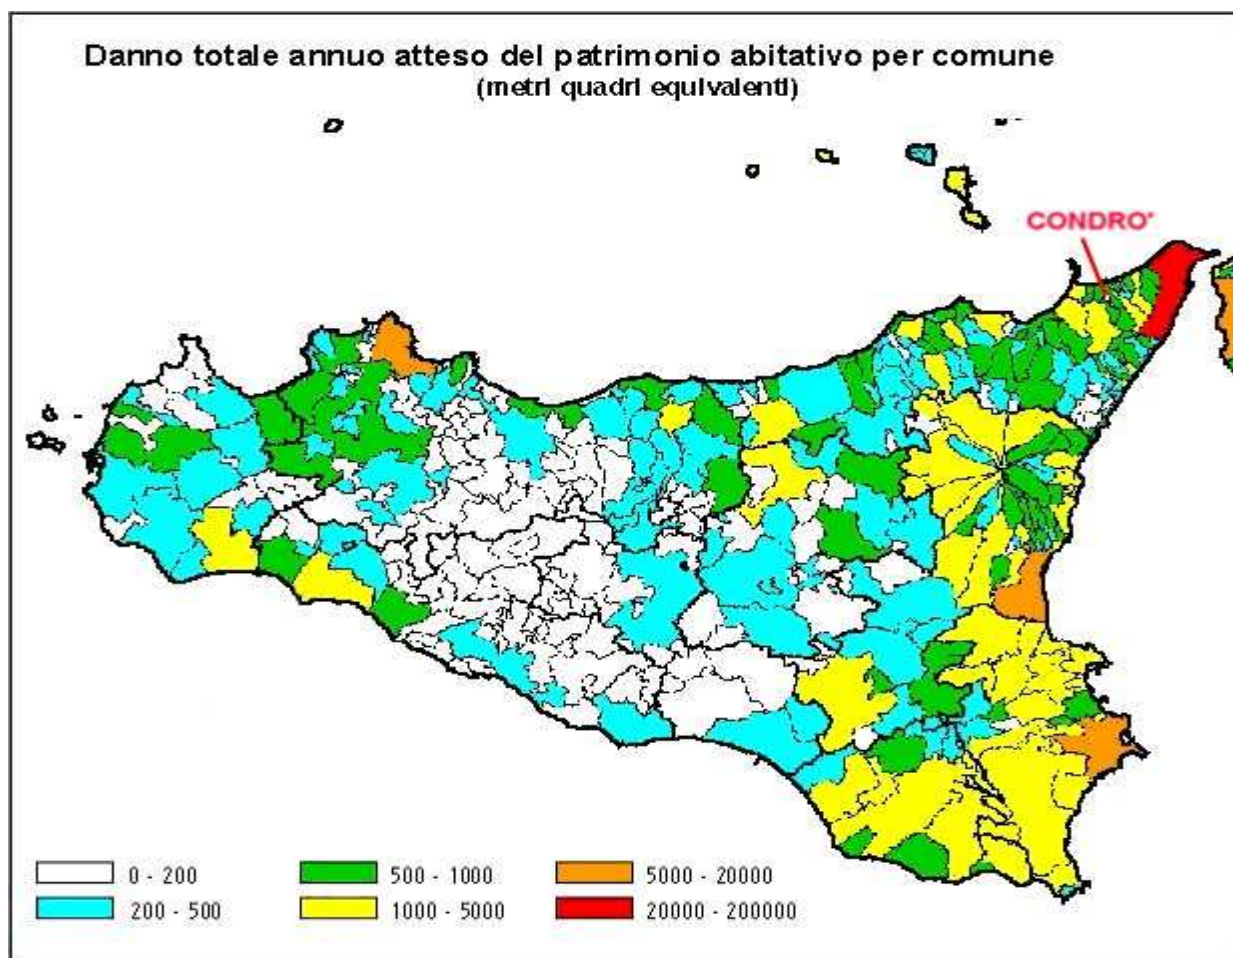 Danno totale annuo atteso del patrimonio abitativo per comune
(metri quadri equivalenti)
CONDRO'
0 - 200
500 - 1000
5000 - 20000
200 - 500
1000 - 5000
20000 - 200000